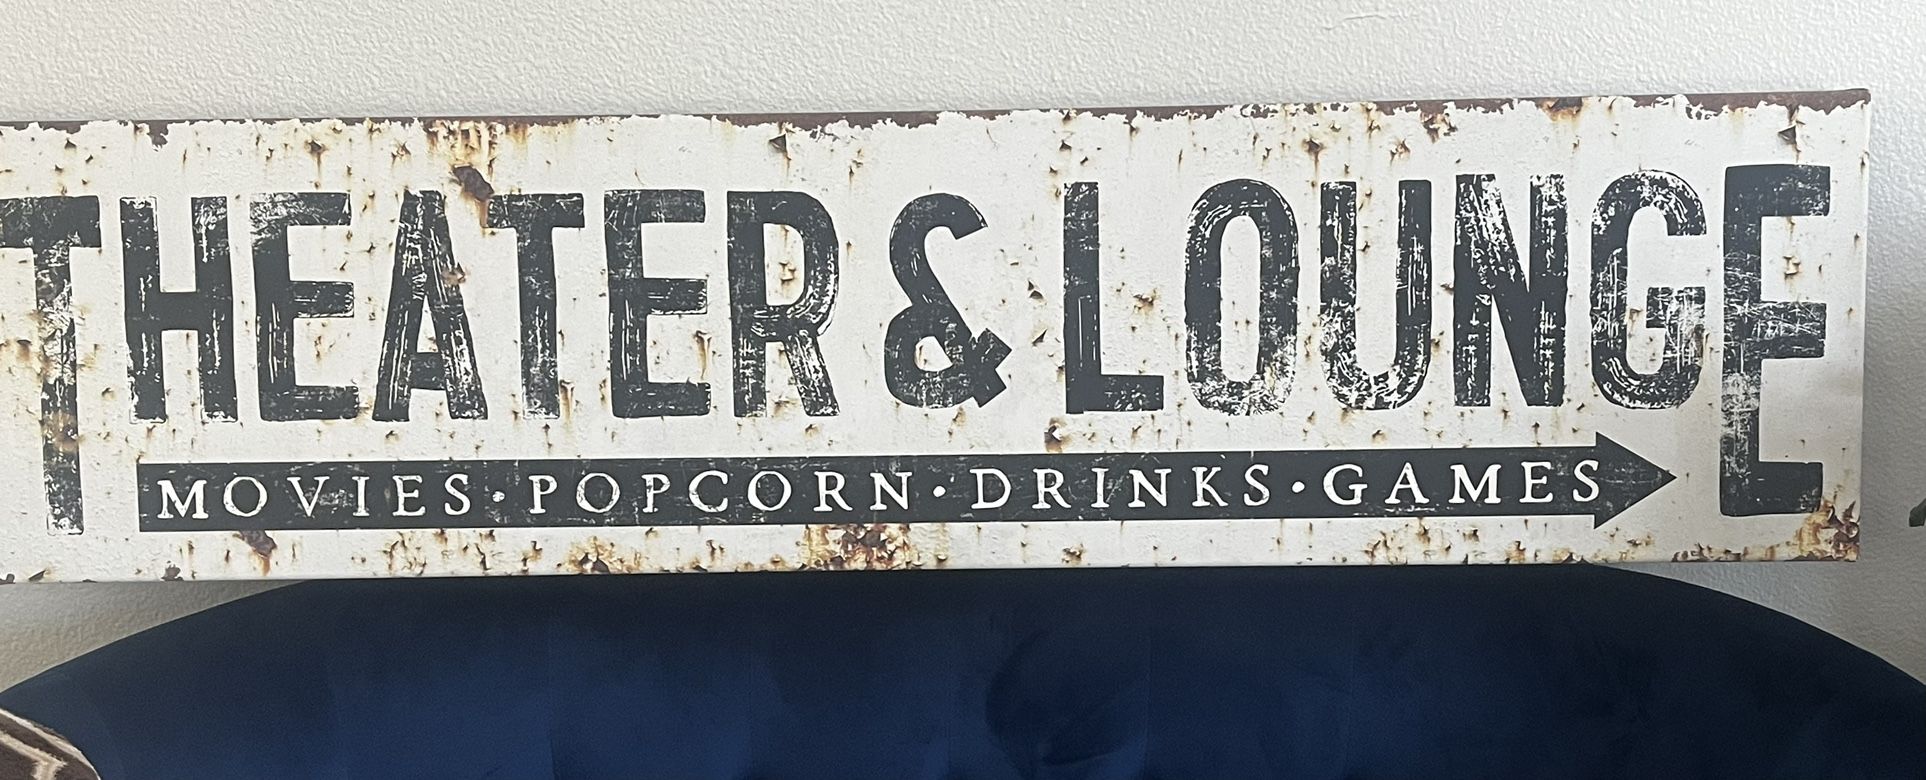 THEATER & LOUNGE
MOVIES·POPCORN·DRINKS·GAMES